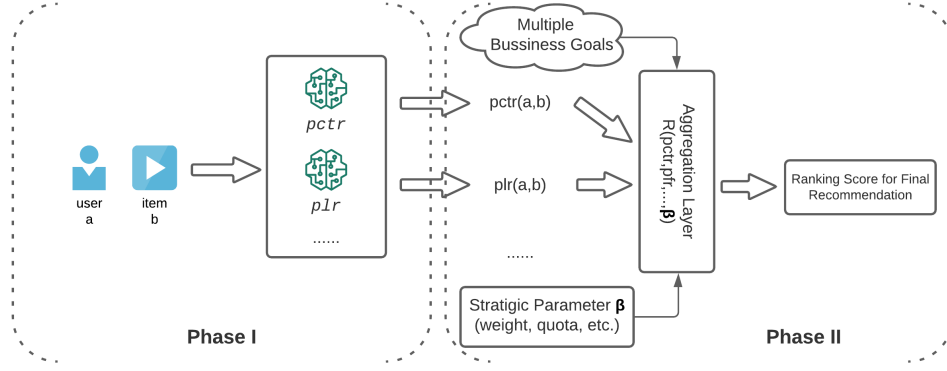 user
a
item
b
pctr
plr
......
Phase I
Multiple
Bussiness Goals
pctr(a,b)
plr(a,b)
......
Stratigic Parameter β
(weight, quota, etc.)
Aggregation Layer
R(pctr,pfr,...,β)
Ranking Score for Final
Recommendation
Phase II